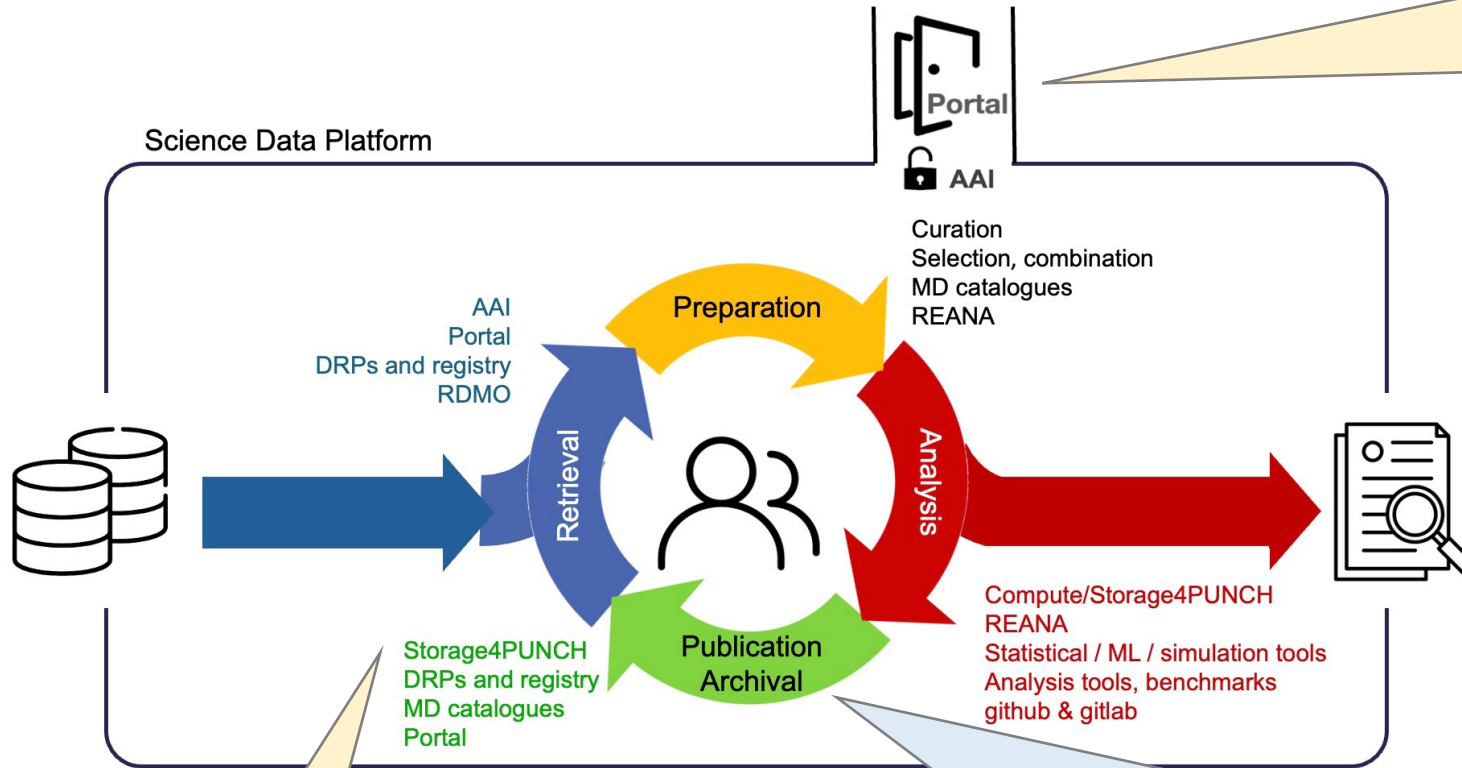 Portal
Science Data Platform
AAI
Curation
Selection, combination
MD catalogues
REANA
AAI
Portal
DRPs and registry
RDMO
Preparation
Retrieval
Analysis
Publication
Archival
Storage4PUNCH
DRPs and registry
MD catalogues
Portal
Compute/Storage4PUNCH
REANA
Statistical / ML / simulation tools
Analysis tools, benchmarks
github & gitlab